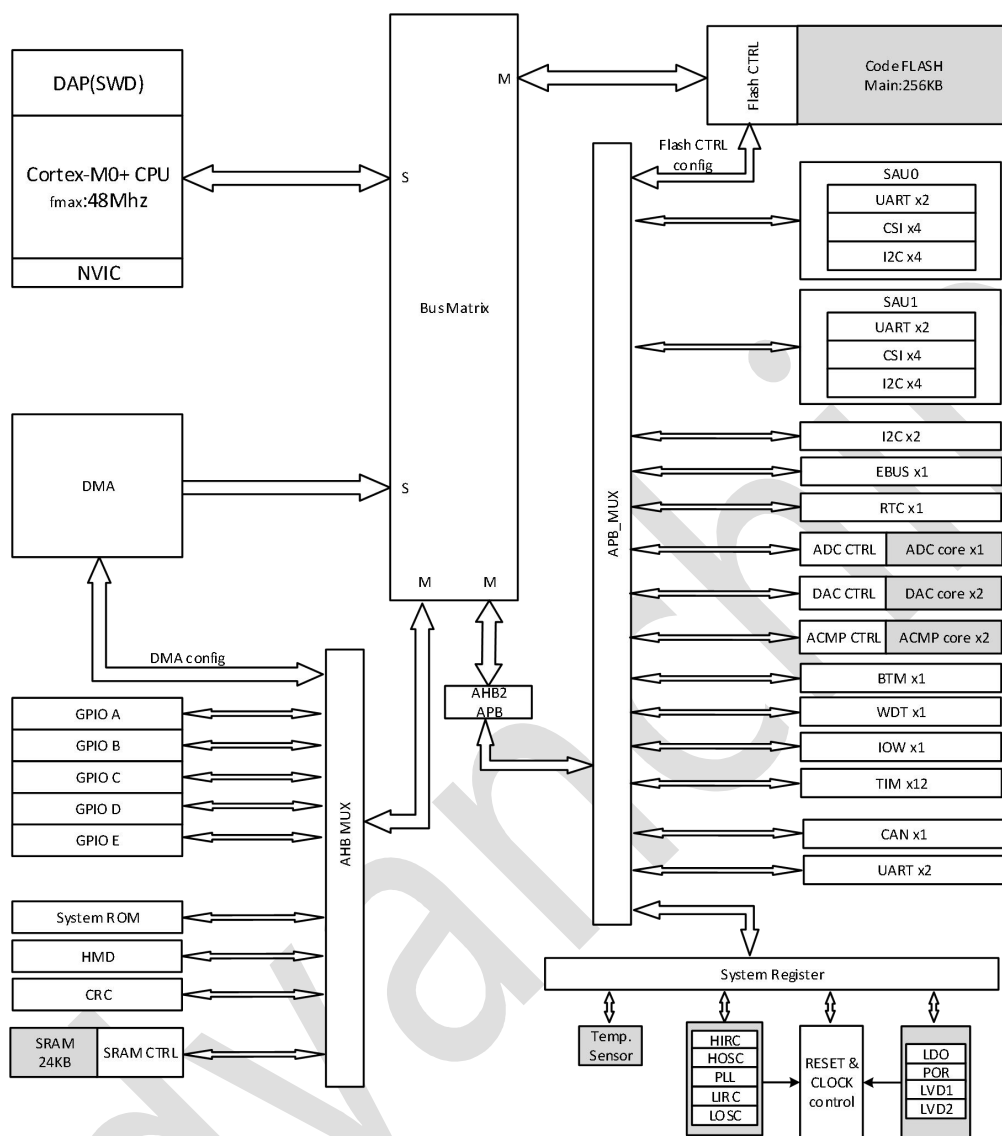 DAP(SWD)
Cortex-M0+ CPU
fmax:48Mhz
NVIC
DMA
DMA config
GPIO A
GPIO B
GPIO C
GPIO D
GPIO E
System ROM
HMD
CRC
SRAM
24KB
SRAM CTRL
AHB MUX
S
S
M
M
M
BusMatrix
AHB2
APB
APB_MUX
Flash CTRL
Code FLASH
Main:256KB
Flash CTRL
config
SAU0
UART x2
CSI x4
I2C x4
SAU1
UART x2
CSI x4
I2C x4
I2C x2
EBUS x1
RTC x1
ADC CTRL
ADC core x1
DAC CTRL
DAC core x2
ACMP CTRL
ACMP core x2
BTM x1
WDT x1
IOW x1
TIM x12
CAN x1
UART x2
System Register
Temp.
Sensor
HIRC
HOSC
PLL
LIRC
LOSC
RESET &
CLOCK
control
LDO
POR
LVD1
LVD2